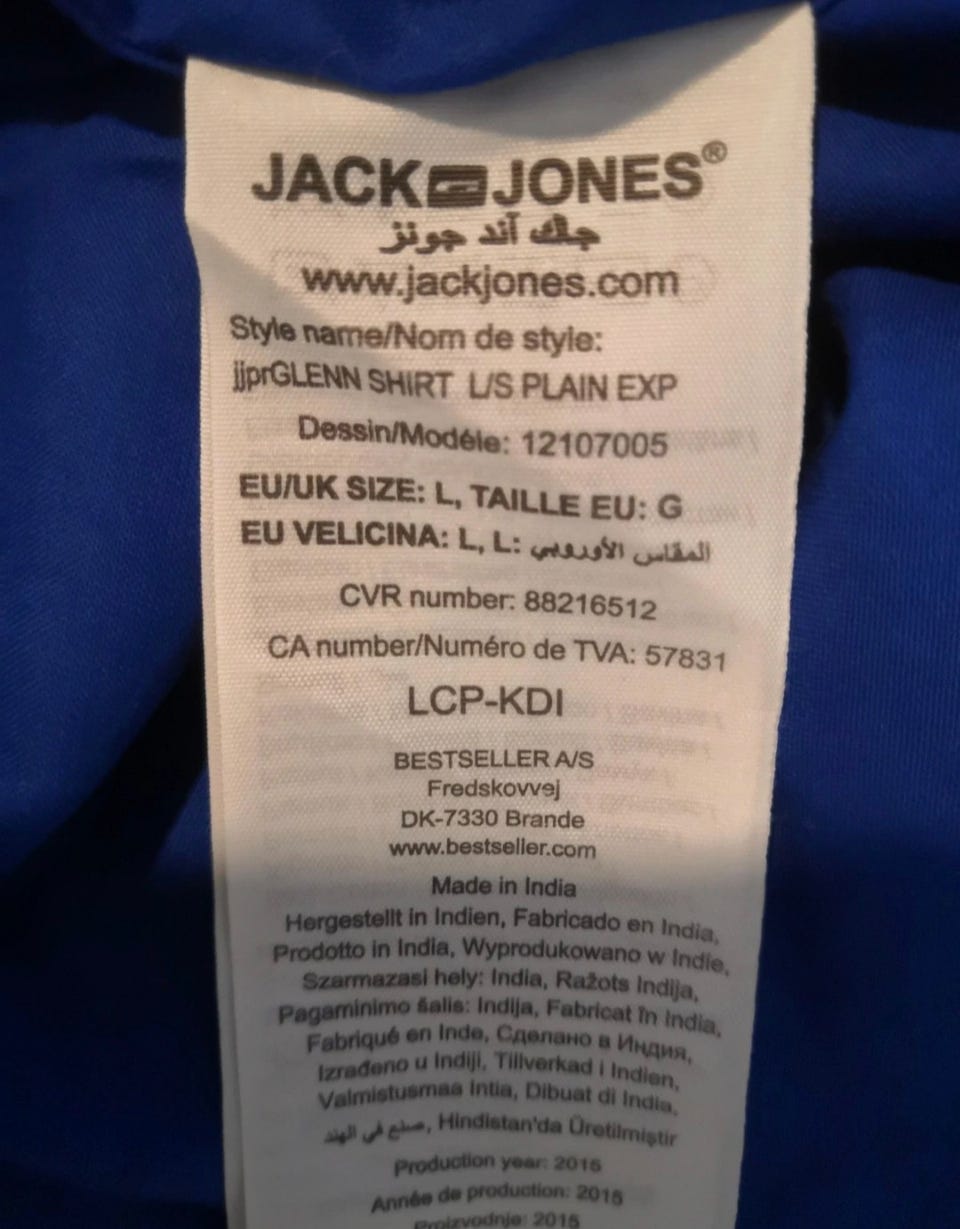 JACK JONES®
جاك آند جونز
www.jackjones.com
Style name/Nom de style:
jjprGLENN SHIRT L/S PLAIN EXP
Dessin/Modéle: 12107005
EU/UK SIZE: L, TAILLE EU: G
EU VELICINA: L, L: المقاس الأوروبي
CVR number: 88216512
CA number/Numéro de TVA: 57831
LCP-KDI
BESTSELLER A/S
Fredskovvej
DK-7330 Brande
www.bestseller.com
Made in India
Hergestellt in Indien, Fabricado en India,
Prodotto in India, Wyprodukowano w Indie,
Szarmazasi hely: India, Ražots Indija,
Pagaminimo šalis: Indija, Fabricat în India,
Fabriqué en Inde, Сделано в Индия,
Izrađeno u Indiji, Tillverkad i Indien,
Valmistusmaa Intia, Dibuat di India,
صنع في الهند, Hindistan'da Üretilmiştir
Production year: 2015
Année de production: 2015
Proizvodnje: 2015